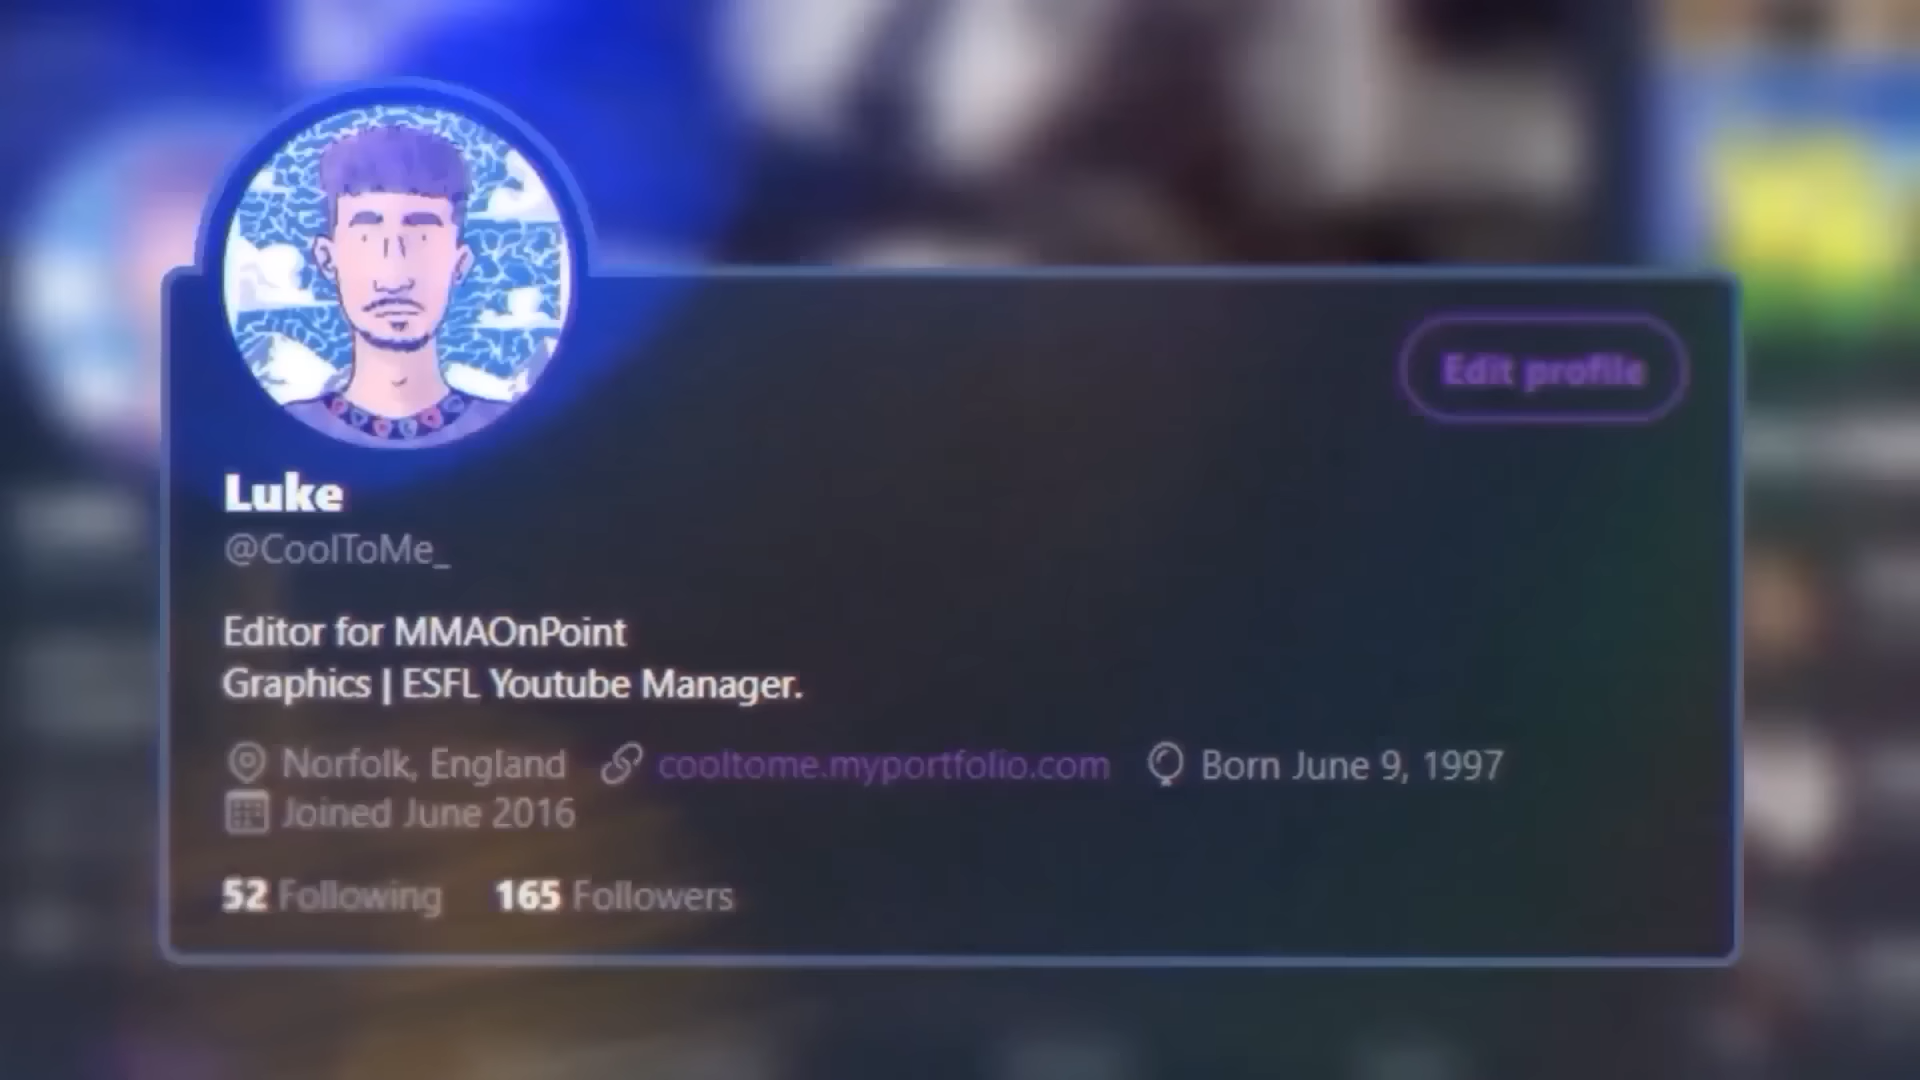 Edit profile
Luke
@CoolToMe_
Editor for MMAOnPoint
Graphics | ESFL Youtube Manager.
Norfolk, England cooltome.myportfolio.com Born June 9, 1997
Joined June 2016
52 Following 165 Followers